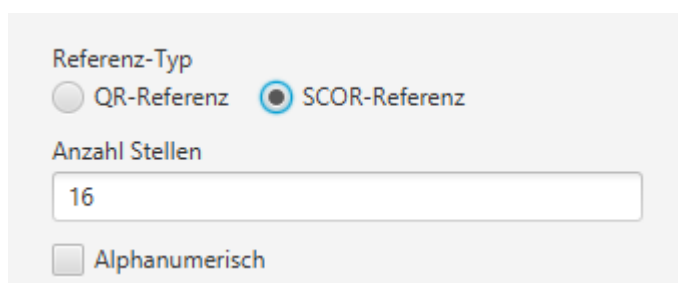 Referenz-Typ
QR-Referenz SCOR-Referenz
Anzahl Stellen
16
Alphanumerisch